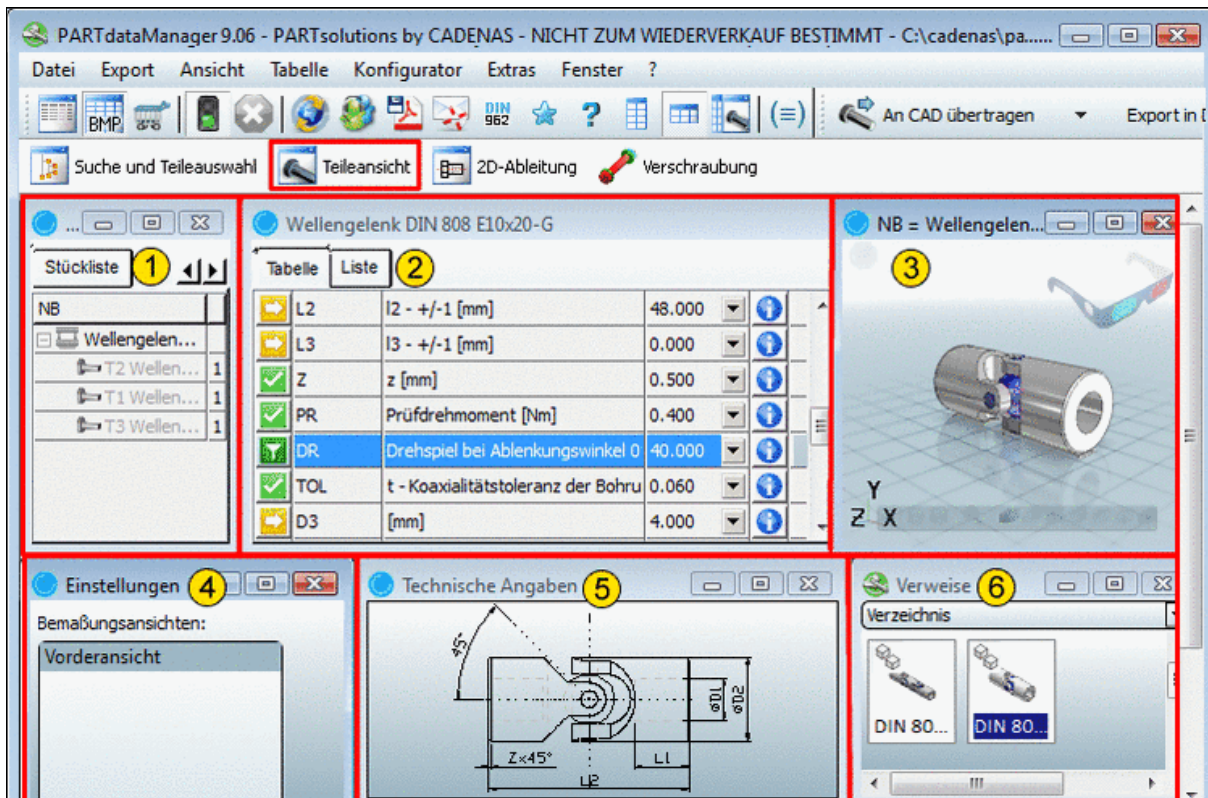 PARTdataManager 9.06 - PARTsolutions by CADENAS - NICHT ZUM WIEDERVERKAUF BESTIMMT - C:\cadenas\pa......
Datei Export Ansicht Tabelle Konfigurator Extras Fenster ?
BMP DIN 962 ? (=) An CAD übertragen Export in
Suche und Teileauswahl Teileansicht 2D-Ableitung Verschraubung
...
Stückliste 1
NB
Wellengelen...
T2 Wellen... 1
T1 Wellen... 1
T3 Wellen... 1
Wellengelenk DIN 808 E10x20-G
Tabelle Liste 2
L2 l2 - +/-1 [mm] 48.000
L3 l3 - +/-1 [mm] 0.000
Z z [mm] 0.500
PR Prüfdrehmoment [Nm] 0.400
DR Drehspiel bei Ablenkungswinkel 0 40.000
TOL t - Koaxialitätstoleranz der Bohru 0.060
D3 [mm] 4.000
NB = Wellengelen...
3
Y
Z X
Einstellungen 4
Bemaßungsansichten:
Vorderansicht
Technische Angaben 5
45°
øD1
øD2
Z×45°
L1
L2
Verweise 6
Verzeichnis
DIN 80... DIN 80...